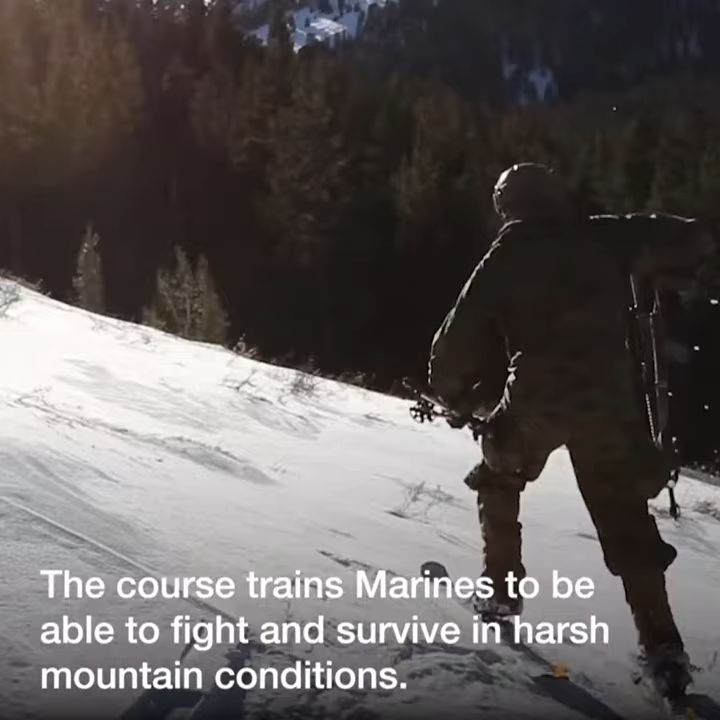 The course trains Marines to be
able to fight and survive in harsh
mountain conditions.